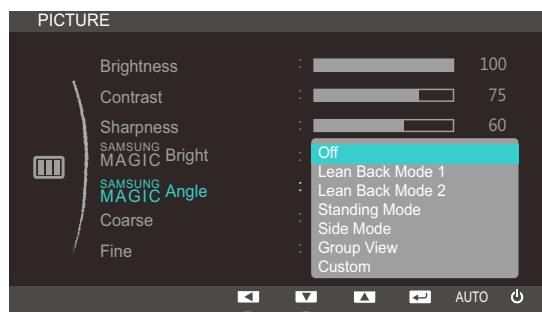 PICTURE
Brightness : 100
Contrast : 75
Sharpness : 60
SAMSUNG MAGIC Bright :
SAMSUNG MAGIC Angle :
Coarse :
Fine :
Off
Lean Back Mode 1
Lean Back Mode 2
Standing Mode
Side Mode
Group View
Custom
AUTO